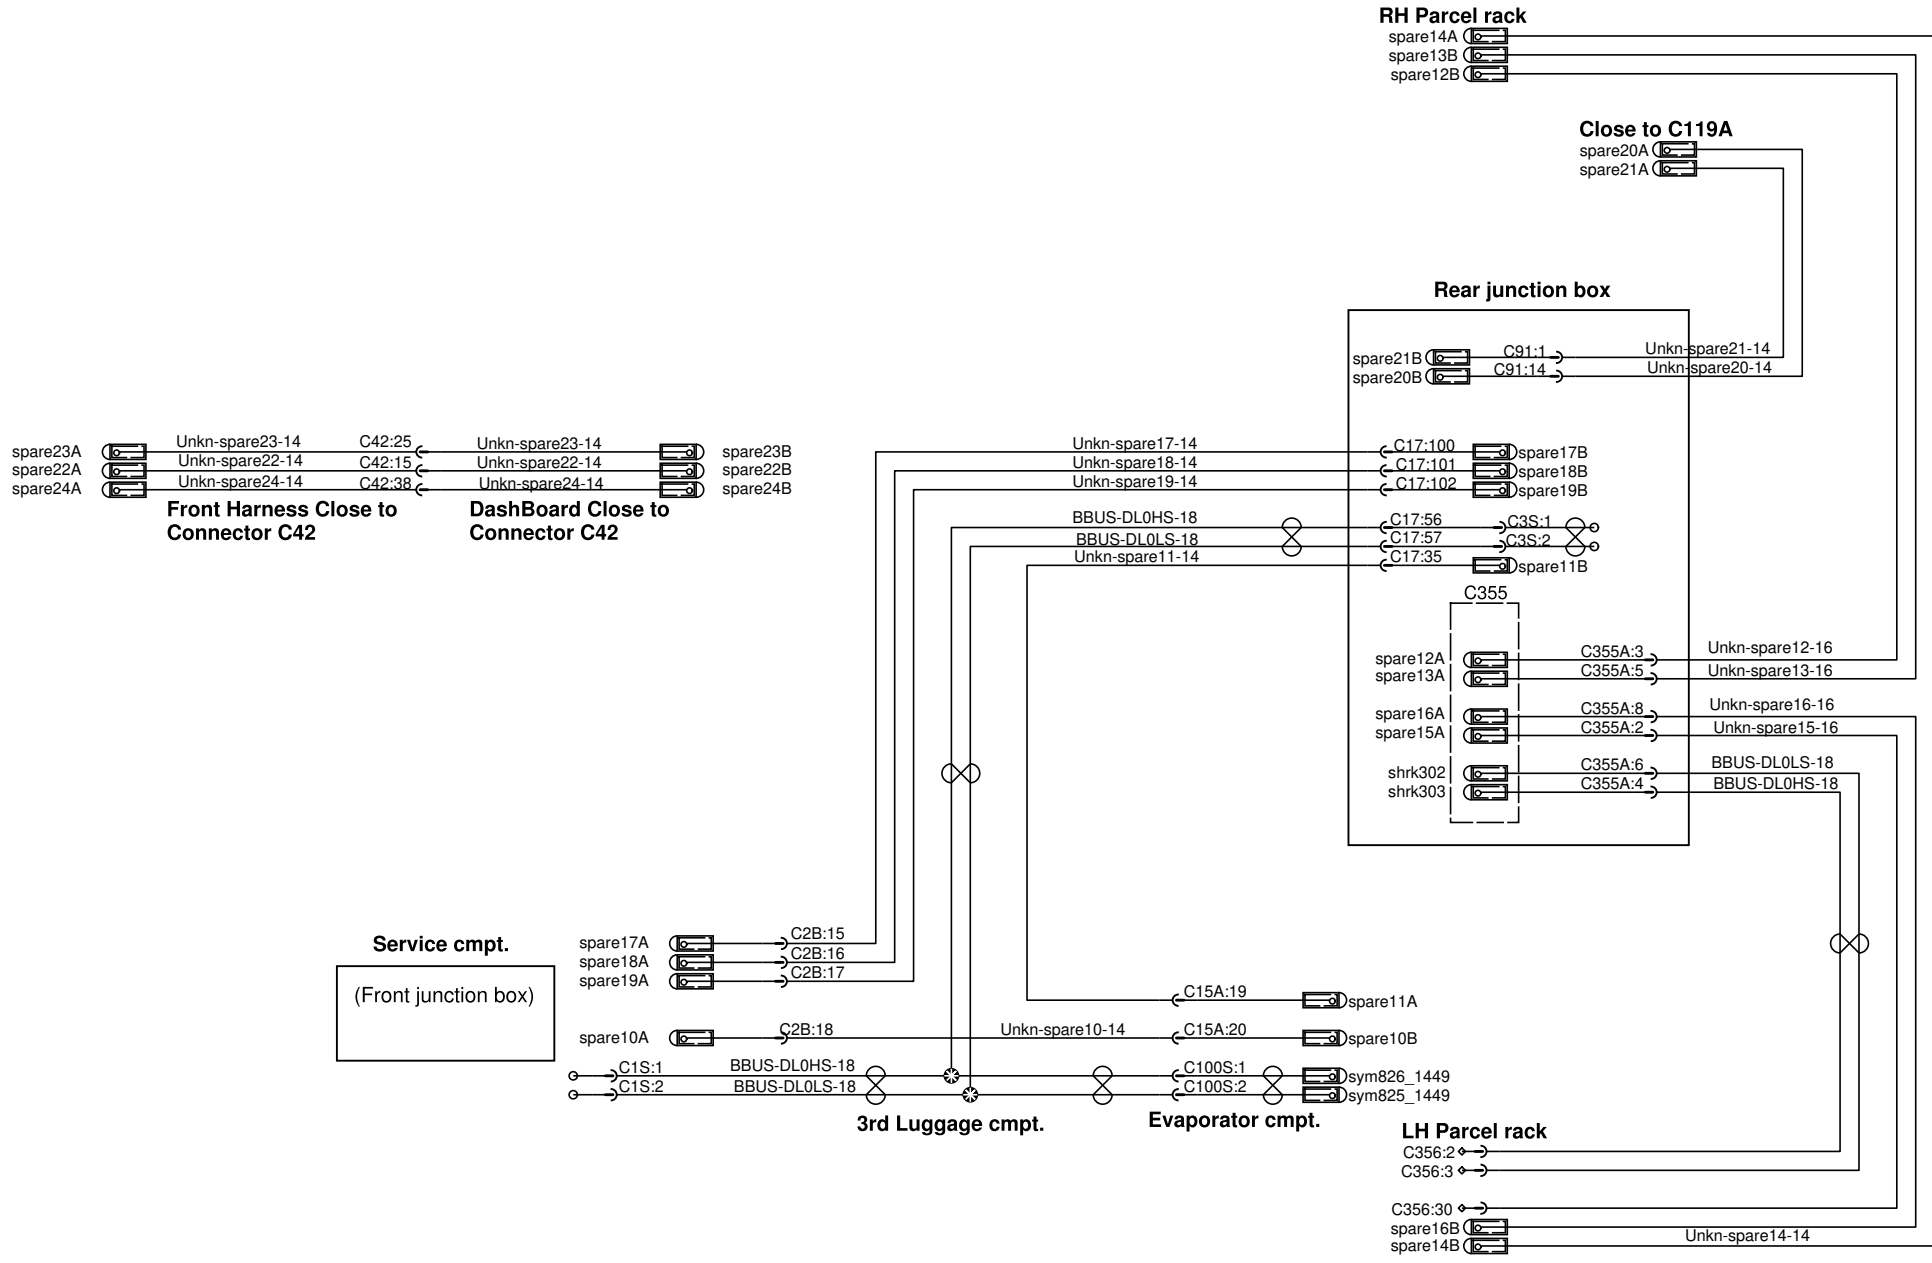 RH Parcel rack
spare14A
spare13B
spare12B
Close to C119A
spare20A
spare21A
Rear junction box
spare21B C91:1 Unkn-spare21-14
spare20B C91:14 Unkn-spare20-14
spare23A Unkn-spare23-14 C42:25 Unkn-spare23-14 spare23B
spare22A Unkn-spare22-14 C42:15 Unkn-spare22-14 spare22B
spare24A Unkn-spare24-14 C42:38 Unkn-spare24-14 spare24B
Front Harness Close to
Connector C42
DashBoard Close to
Connector C42
Unkn-spare17-14 C17:100 spare17B
Unkn-spare18-14 C17:101 spare18B
Unkn-spare19-14 C17:102 spare19B
BBUS-DL0HS-18 C17:56 C3S:1
BBUS-DL0LS-18 C17:57 C3S:2
Unkn-spare11-14 C17:35 spare11B
C355
spare12A C355A:3 Unkn-spare12-16
spare13A C355A:5 Unkn-spare13-16
spare16A C355A:8 Unkn-spare16-16
spare15A C355A:2 Unkn-spare15-16
shrk302 C355A:6 BBUS-DL0LS-18
shrk303 C355A:4 BBUS-DL0HS-18
Service cmpt.
(Front junction box)
spare17A C2B:15
spare18A C2B:16
spare19A C2B:17
C15A:19 spare11A
spare10A C2B:18 Unkn-spare10-14 C15A:20 spare10B
C1S:1 BBUS-DL0HS-18 C100S:1 sym826_1449
C1S:2 BBUS-DL0LS-18 C100S:2 sym825_1449
3rd Luggage cmpt.
Evaporator cmpt.
LH Parcel rack
C356:2
C356:3
C356:30
spare16B
spare14B Unkn-spare14-14